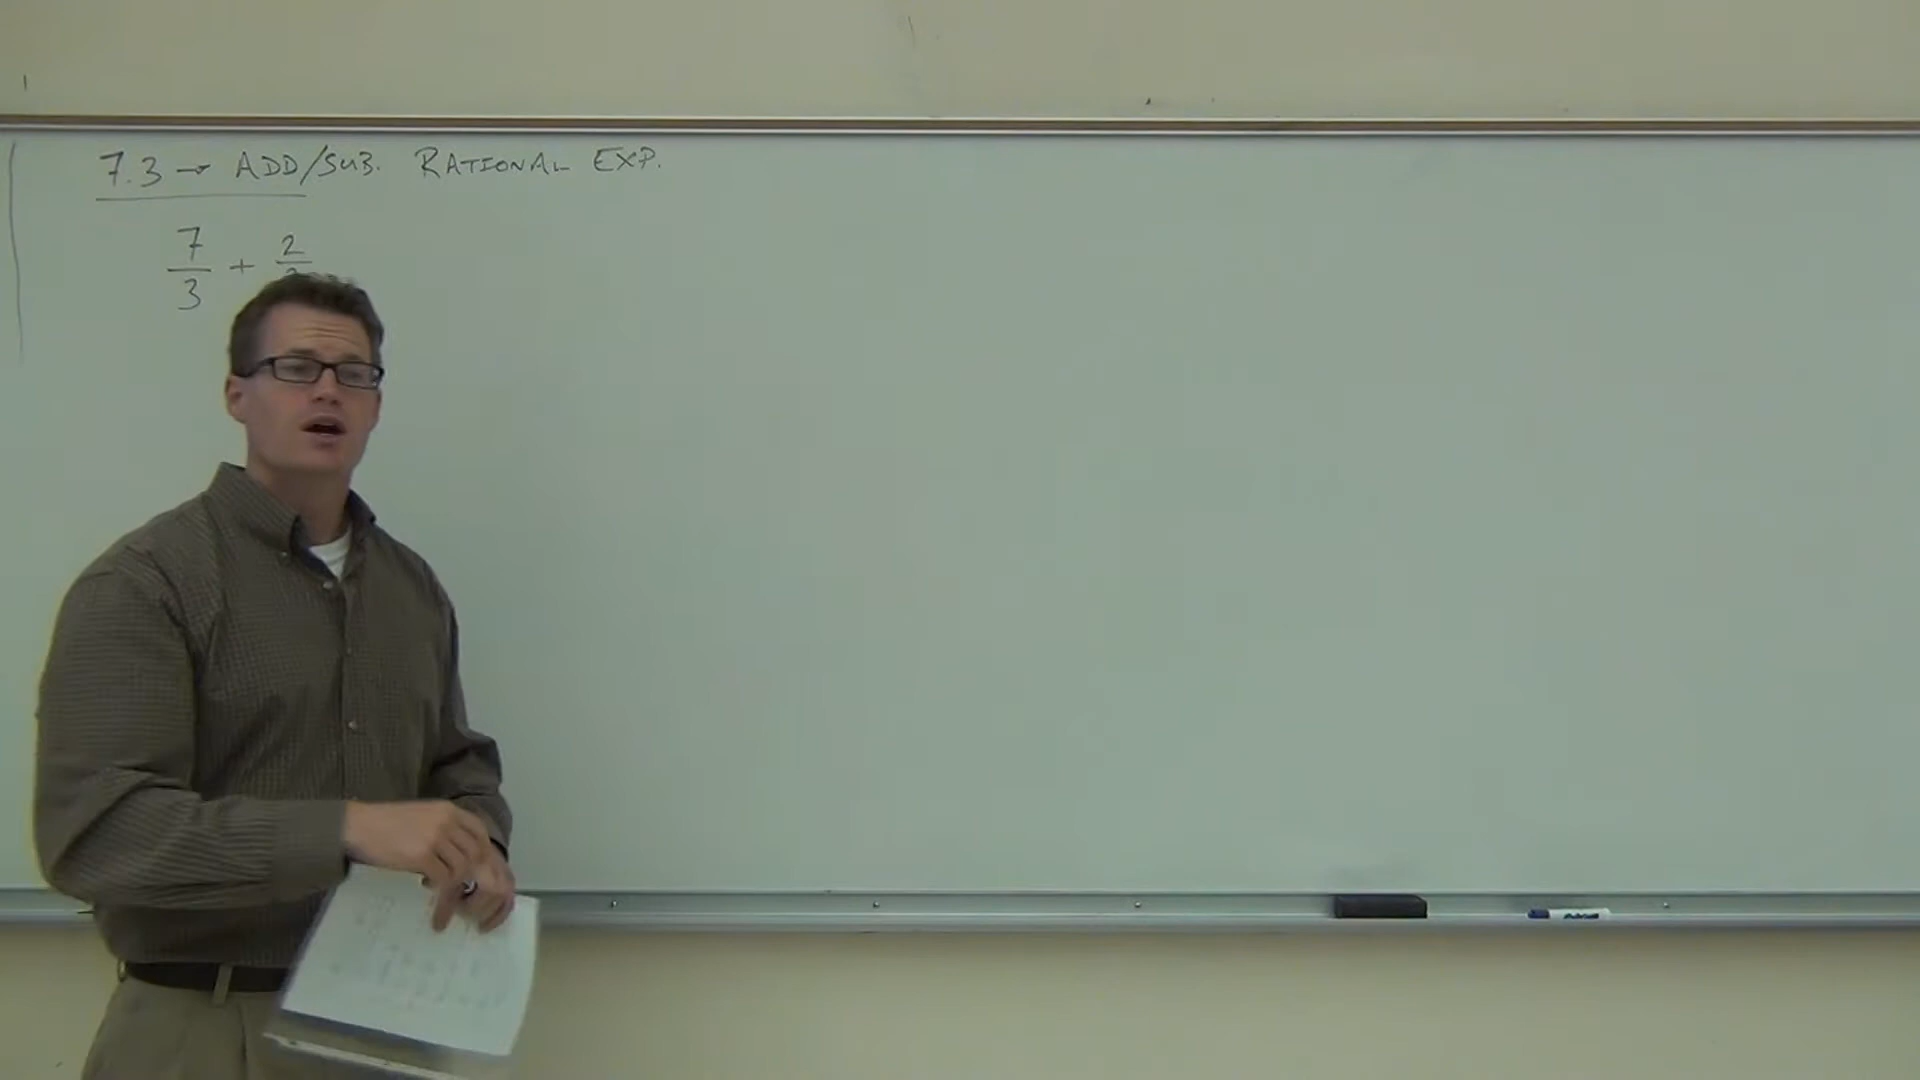 7.3 → ADD/SUB. RATIONAL EXP.
7/3 + 2/